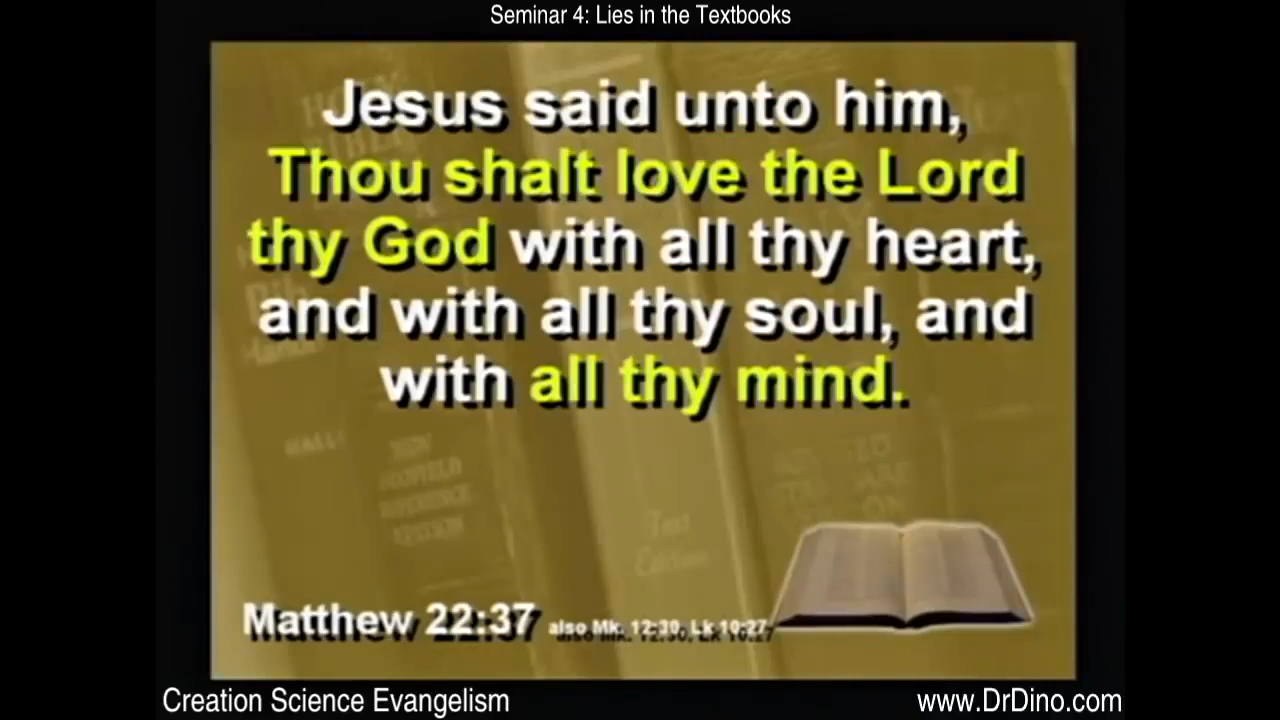 Seminar 4: Lies in the Textbooks
Jesus said unto him,
Thou shalt love the Lord
thy God with all thy heart,
and with all thy soul, and
with all thy mind.
Matthew 22:37 also Mk. 12:30, Lk 10:27
Creation Science Evangelism
www.DrDino.com